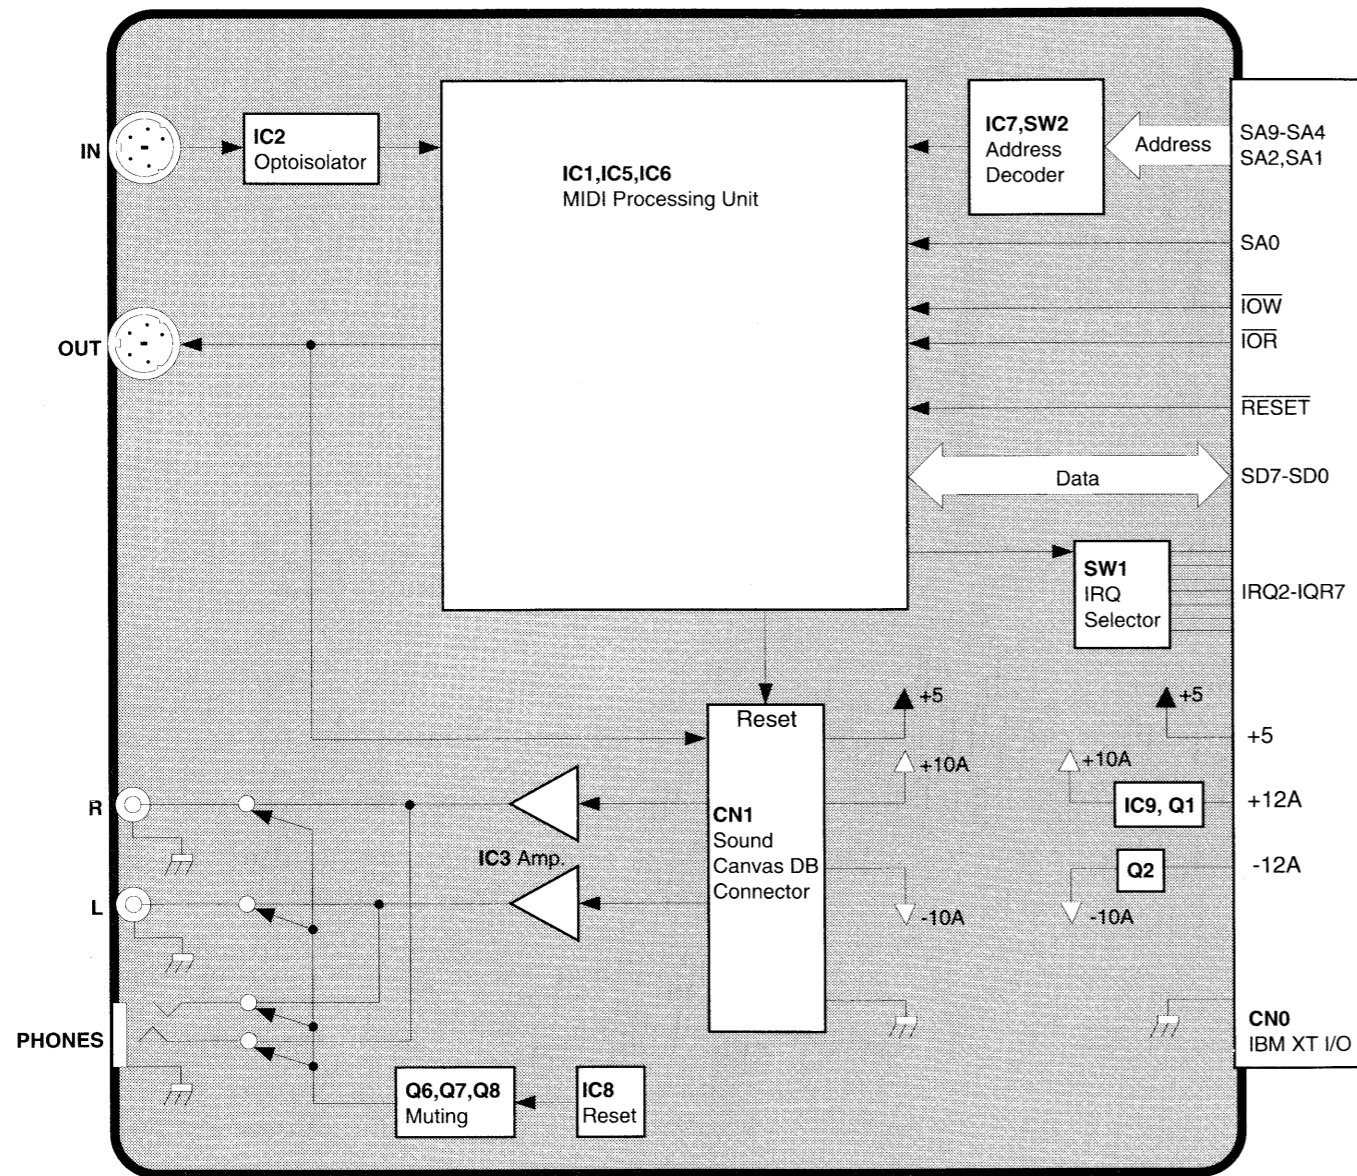 IN
IC2
Optoisolator
IC1,IC5,IC6
MIDI Processing Unit
IC7,SW2
Address
Decoder
Address
SA9-SA4
SA2,SA1
SA0
IOW
OUT
IOR
RESET
Data
SD7-SD0
SW1
IRQ
Selector
IRQ2-IQR7
Reset
+5
+5
+5
+10A
+10A
R
CN1
Sound
Canvas DB
Connector
IC9, Q1
+12A
IC3 Amp.
Q2
-12A
L
-10A
-10A
PHONES
CN0
IBM XT I/O
Q6,Q7,Q8
Muting
IC8
Reset